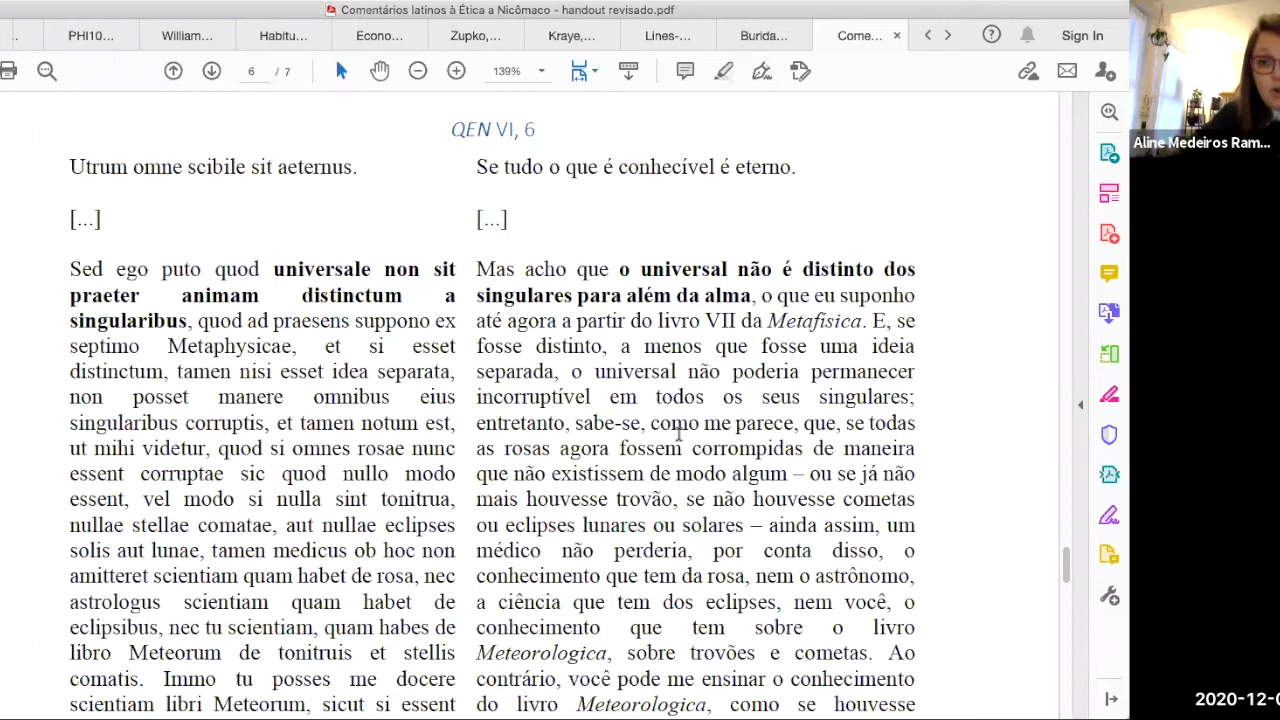 Comentários latinos à Ética a Nicômaco - handout revisado.pdf
... PHI10... William... Habitu... Econo... Zupko,... Kraye,... Lines-... Burida... Come... × Sign In
6 / 7 139%
Aline Medeiros Ram...
QEN VI, 6
Utrum omne scibile sit aeternus.
[...]
Sed ego puto quod universale non sit
praeter animam distinctum a
singularibus, quod ad praesens suppono ex
septimo Metaphysicae, et si esset
distinctum, tamen nisi esset idea separata,
non posset manere omnibus eius
singularibus corruptis, et tamen notum est,
ut mihi videtur, quod si omnes rosae nunc
essent corruptae sic quod nullo modo
essent, vel modo si nulla sint tonitrua,
nullae stellae comatae, aut nullae eclipses
solis aut lunae, tamen medicus ob hoc non
amitteret scientiam quam habet de rosa, nec
astrologus scientiam quam habet de
eclipsibus, nec tu scientiam, quam habes de
libro Meteorum de tonitruis et stellis
comatis. Immo tu posses me docere
scientiam libri Meteorum, sicut si essent
Se tudo o que é conhecível é eterno.
[...]
Mas acho que o universal não é distinto dos
singulares para além da alma, o que eu suponho
até agora a partir do livro VII da Metafísica. E, se
fosse distinto, a menos que fosse uma ideia
separada, o universal não poderia permanecer
incorruptível em todos os seus singulares;
entretanto, sabe-se, como me parece, que, se todas
as rosas agora fossem corrompidas de maneira
que não existissem de modo algum – ou se já não
mais houvesse trovão, se não houvesse cometas
ou eclipses lunares ou solares – ainda assim, um
médico não perderia, por conta disso, o
conhecimento que tem da rosa, nem o astrônomo,
a ciência que tem dos eclipses, nem você, o
conhecimento que tem sobre o livro
Meteorologica, sobre trovões e cometas. Ao
contrário, você pode me ensinar o conhecimento
do livro Meteorologica, como se houvesse
2020-12-0